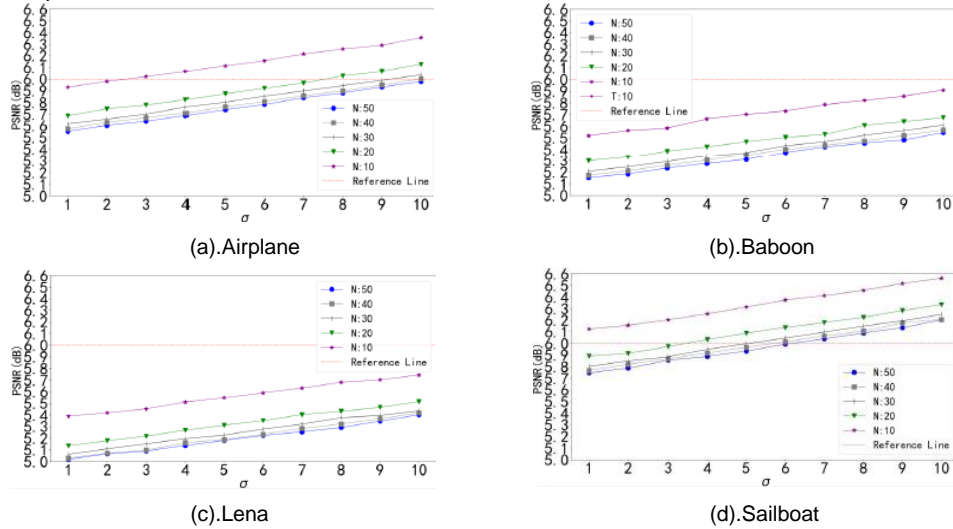 PSNR(dB)
6.6
6.5
6.4
6.3
6.2
6.1
6.0
5.9
5.8
5.7
5.6
5.5
5.4
5.3
5.2
5.1
5.0
N:50
N:40
N:30
N:20
N:10
Reference Line
1 2 3 4 5 6 7 8 9 10
σ
(a).Airplane
PSNR(dB)
6.6
6.5
6.4
6.3
6.2
6.1
6.0
5.9
5.8
5.7
5.6
5.5
5.4
5.3
5.2
5.1
5.0
N:50
N:40
N:30
N:20
N:10
T:10
Reference Line
1 2 3 4 5 6 7 8 9 10
σ
(b).Baboon
PSNR(dB)
6.6
6.5
6.4
6.3
6.2
6.1
6.0
5.9
5.8
5.7
5.6
5.5
5.4
5.3
5.2
5.1
5.0
N:50
N:40
N:30
N:20
N:10
Reference Line
1 2 3 4 5 6 7 8 9 10
σ
(c).Lena
PSNR(dB)
6.6
6.5
6.4
6.3
6.2
6.1
6.0
5.9
5.8
5.7
5.6
5.5
5.4
5.3
5.2
5.1
5.0
N:50
N:40
N:30
N:20
N:10
Reference Line
1 2 3 4 5 6 7 8 9 10
σ
(d).Sailboat